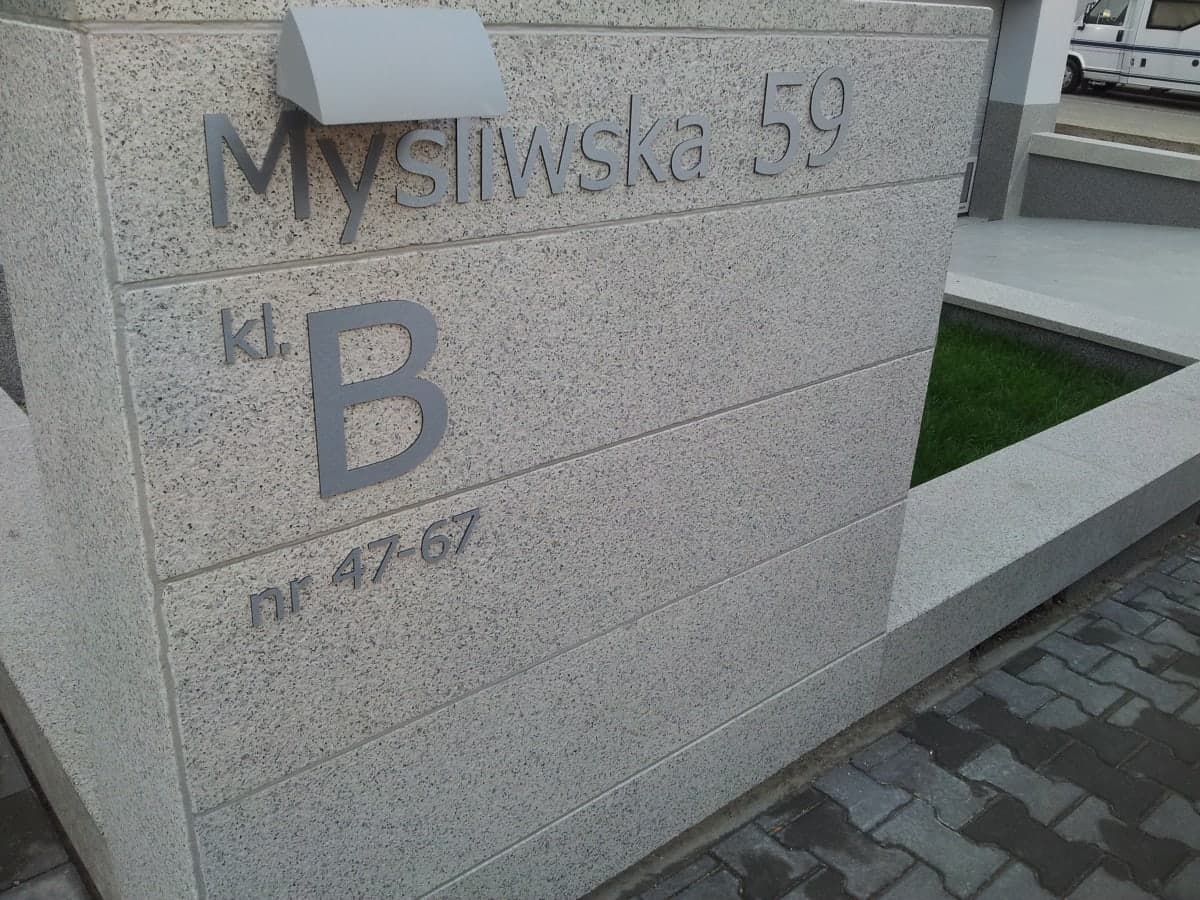 Myśliwska 59
kl. B
nr 47-67